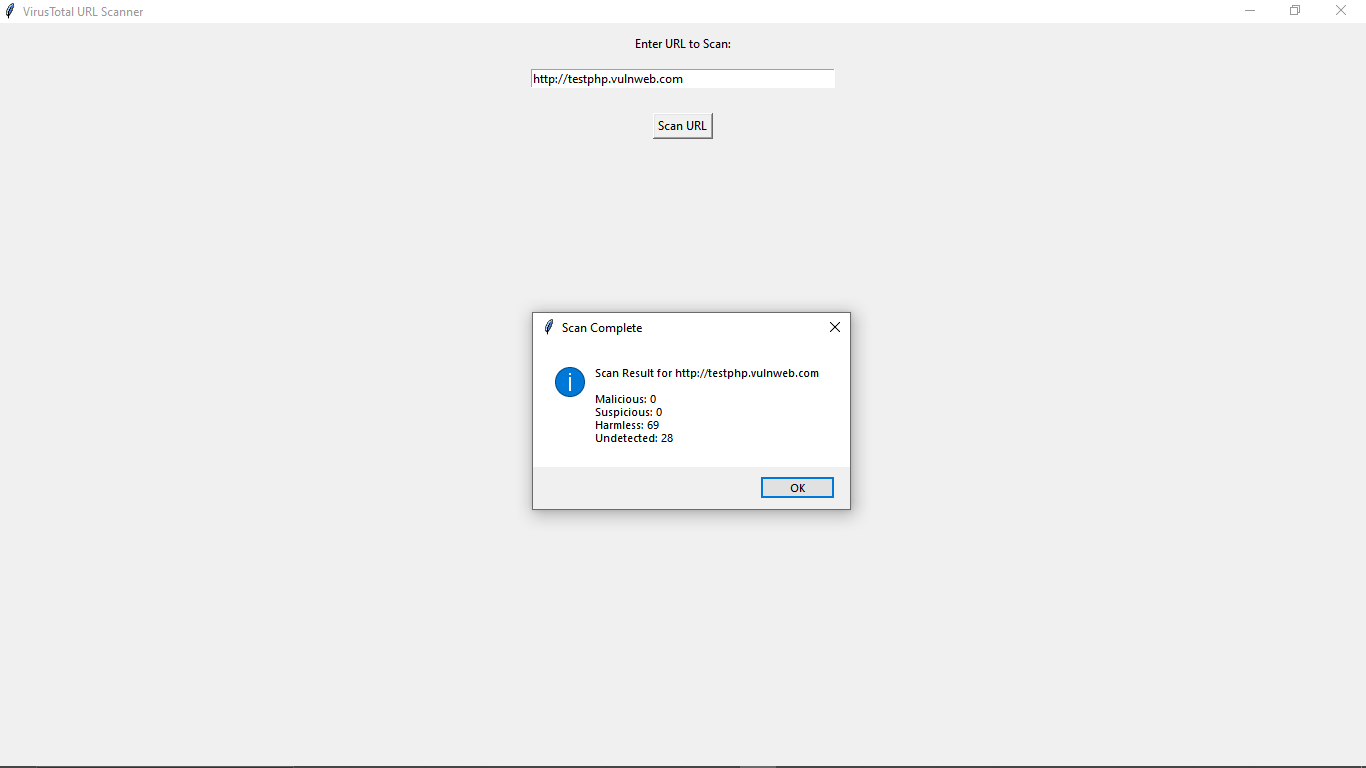 VirusTotal URL Scanner
Enter URL to Scan:
http://testphp.vulnweb.com
Scan URL
Scan Complete
Scan Result for http://testphp.vulnweb.com
Malicious: 0
Suspicious: 0
Harmless: 69
Undetected: 28
OK